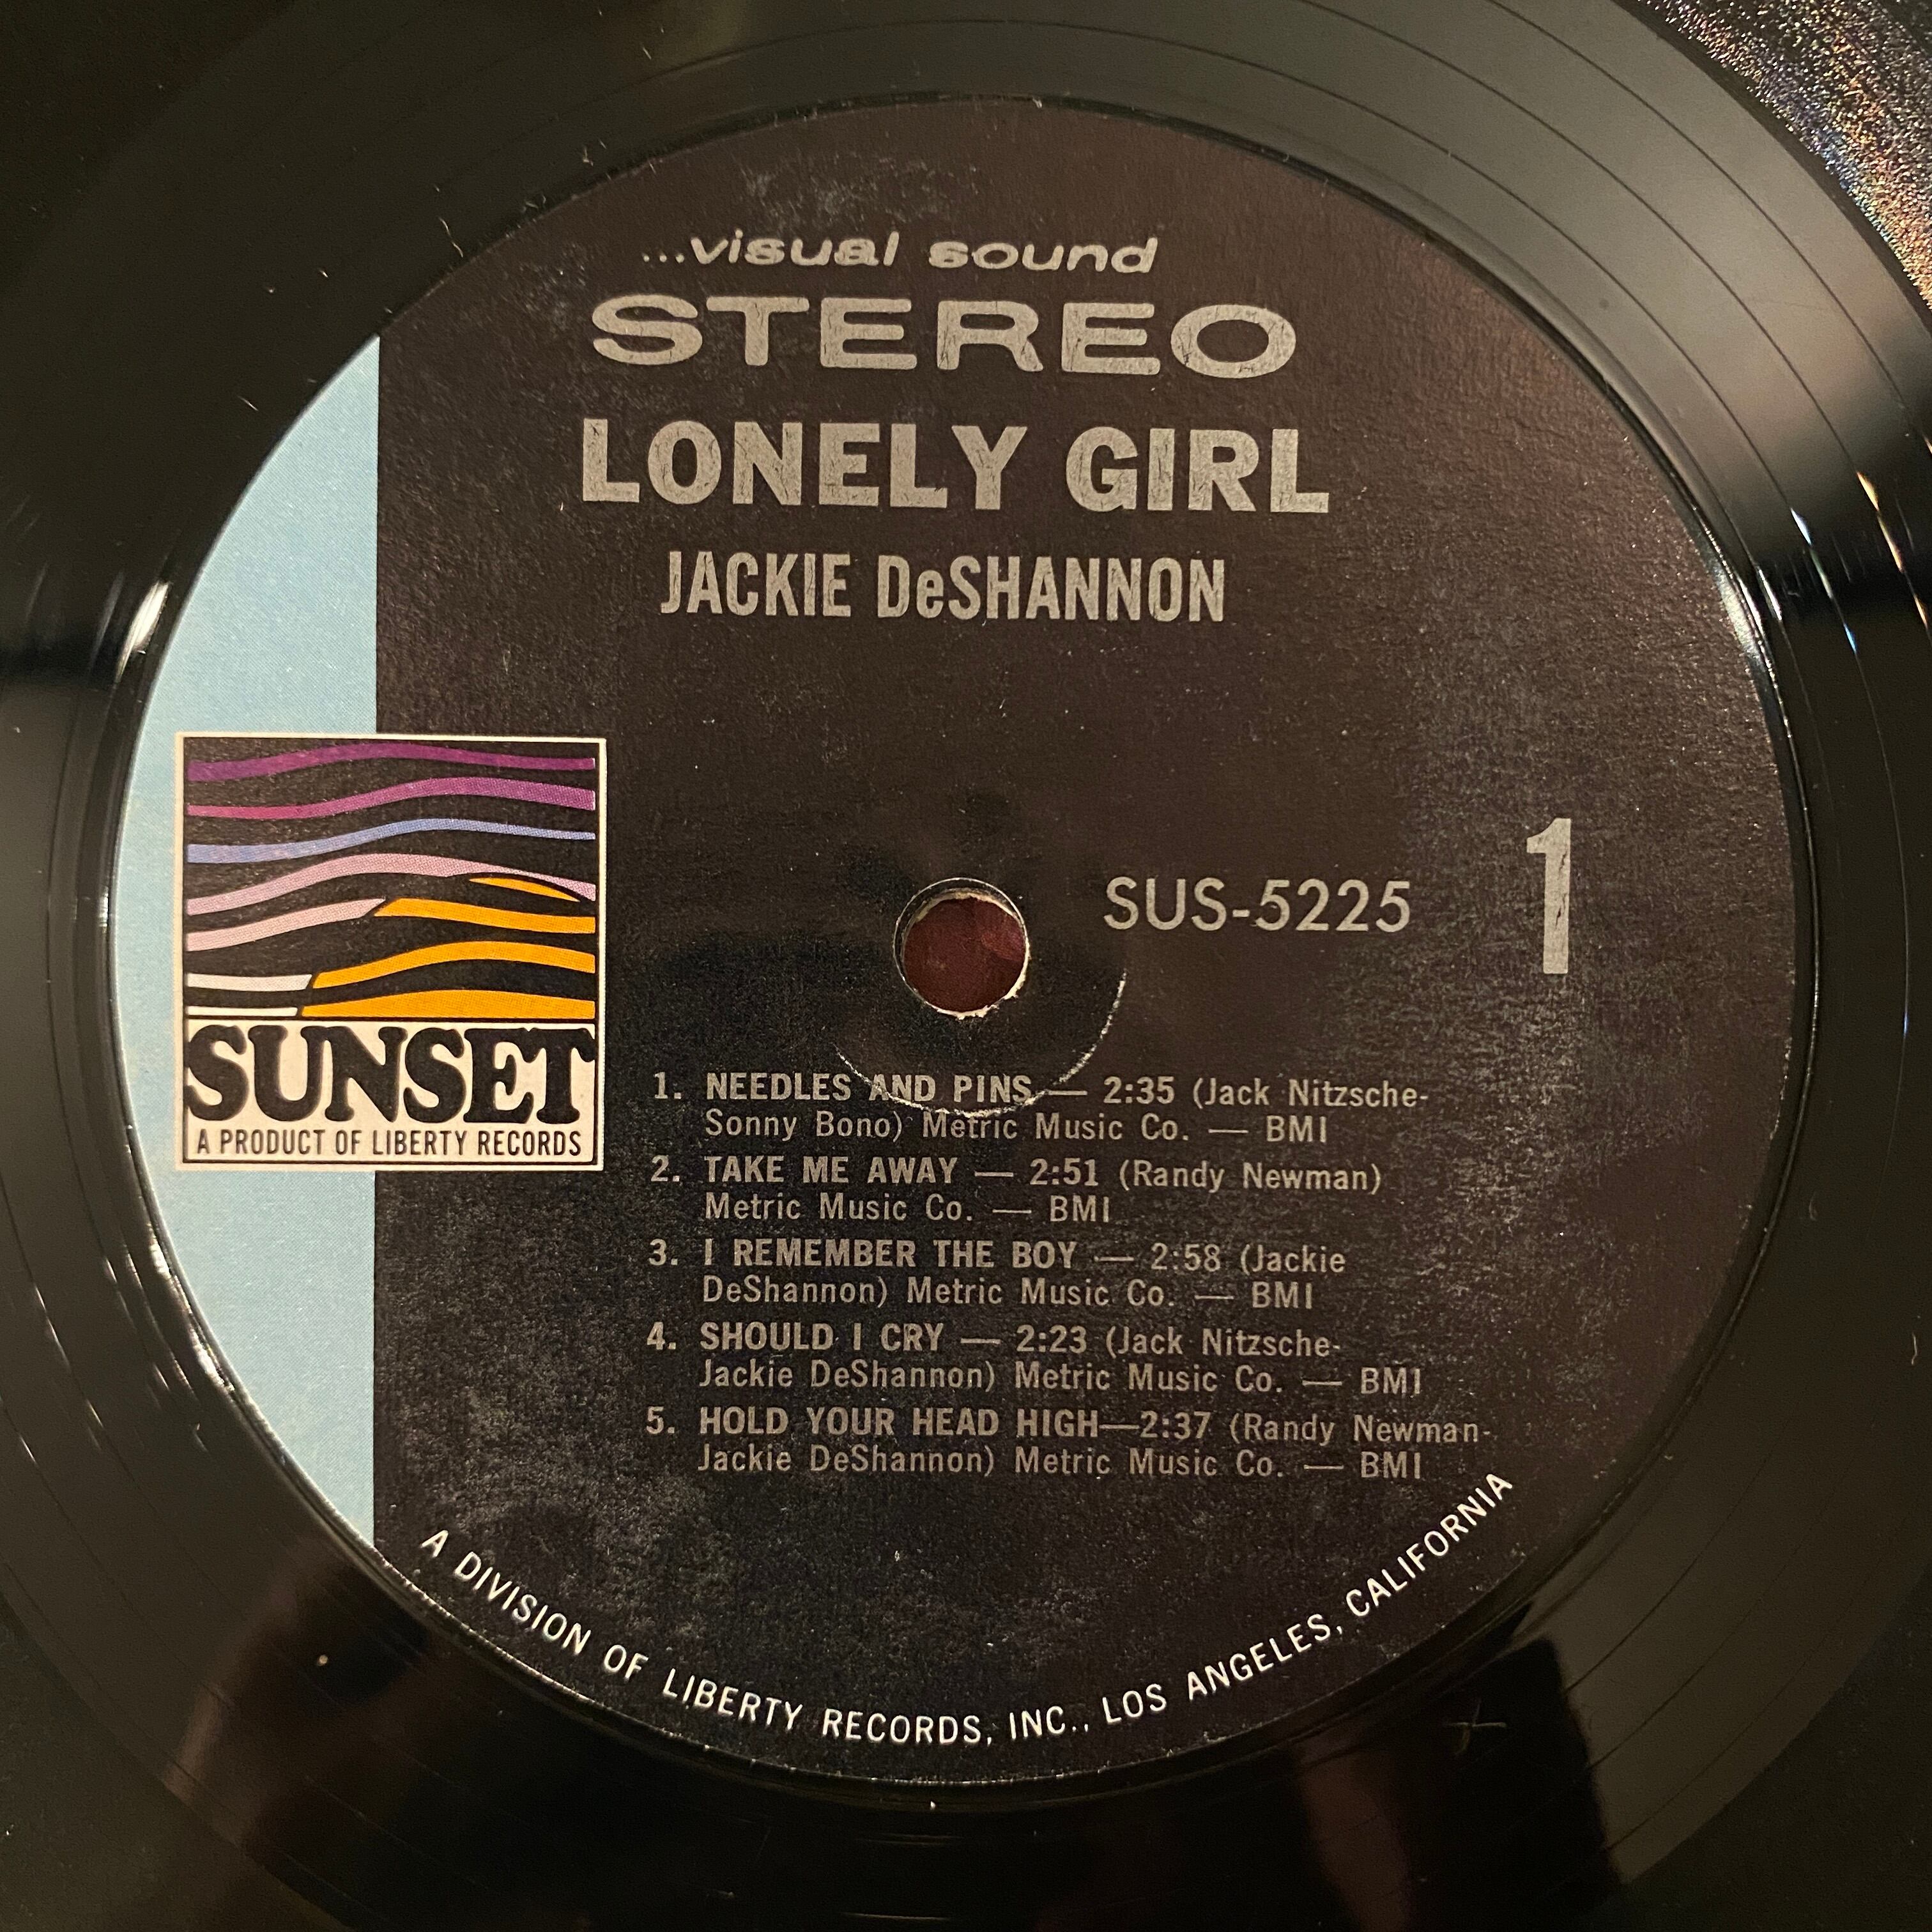 ...visual sound
STEREO
LONELY GIRL
JACKIE DeSHANNON
SUS-5225
1
SUNSET
A PRODUCT OF LIBERTY RECORDS
1. NEEDLES AND PINS — 2:35 (Jack Nitzsche-
Sonny Bono) Metric Music Co. — BMI
2. TAKE ME AWAY — 2:51 (Randy Newman)
Metric Music Co. — BMI
3. I REMEMBER THE BOY — 2:58 (Jackie
DeShannon) Metric Music Co. — BMI
4. SHOULD I CRY — 2:23 (Jack Nitzsche-
Jackie DeShannon) Metric Music Co. — BMI
5. HOLD YOUR HEAD HIGH—2:37 (Randy Newman-
Jackie DeShannon) Metric Music Co. — BMI
A DIVISION OF LIBERTY RECORDS, INC., LOS ANGELES, CALIFORNIA